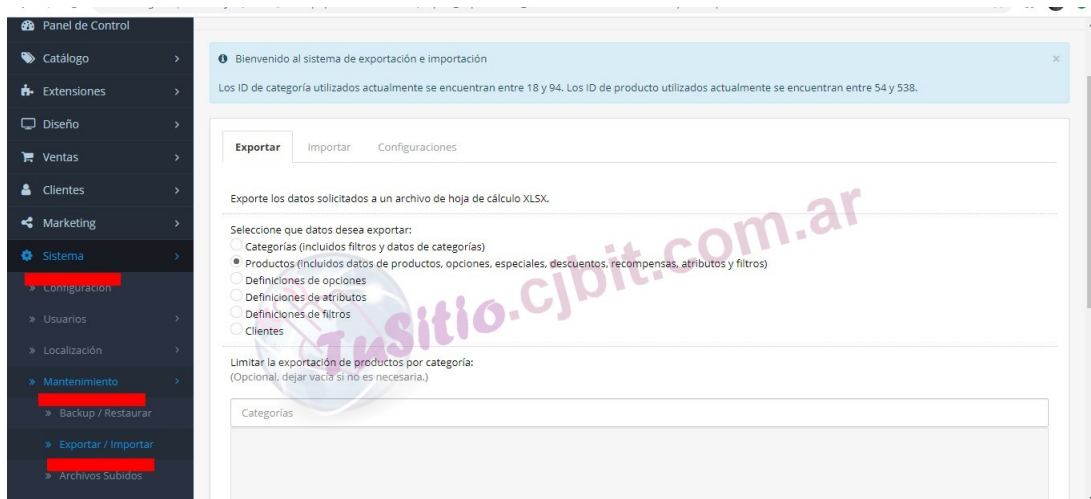 Panel de Control
Catálogo
Extensiones
Diseño
Ventas
Clientes
Marketing
Sistema
» Configuración
» Usuarios
» Localización
» Mantenimiento
» Backup / Restaurar
» Exportar / Importar
» Archivos Subidos
Bienvenido al sistema de exportación e importación
×
Los ID de categoría utilizados actualmente se encuentran entre 18 y 94. Los ID de producto utilizados actualmente se encuentran entre 54 y 538.
Exportar
Importar
Configuraciones
Exporte los datos solicitados a un archivo de hoja de cálculo XLSX.
Seleccione que datos desea exportar:
Categorías (incluidos filtros y datos de categorías)
Productos (incluidos datos de productos, opciones, especiales, descuentos, recompensas, atributos y filtros)
Definiciones de opciones
Definiciones de atributos
Definiciones de filtros
Clientes
Limitar la exportación de productos por categoría:
(Opcional, dejar vacía si no es necesaria.)
Categorías
TuSitio.cjbit.com.ar